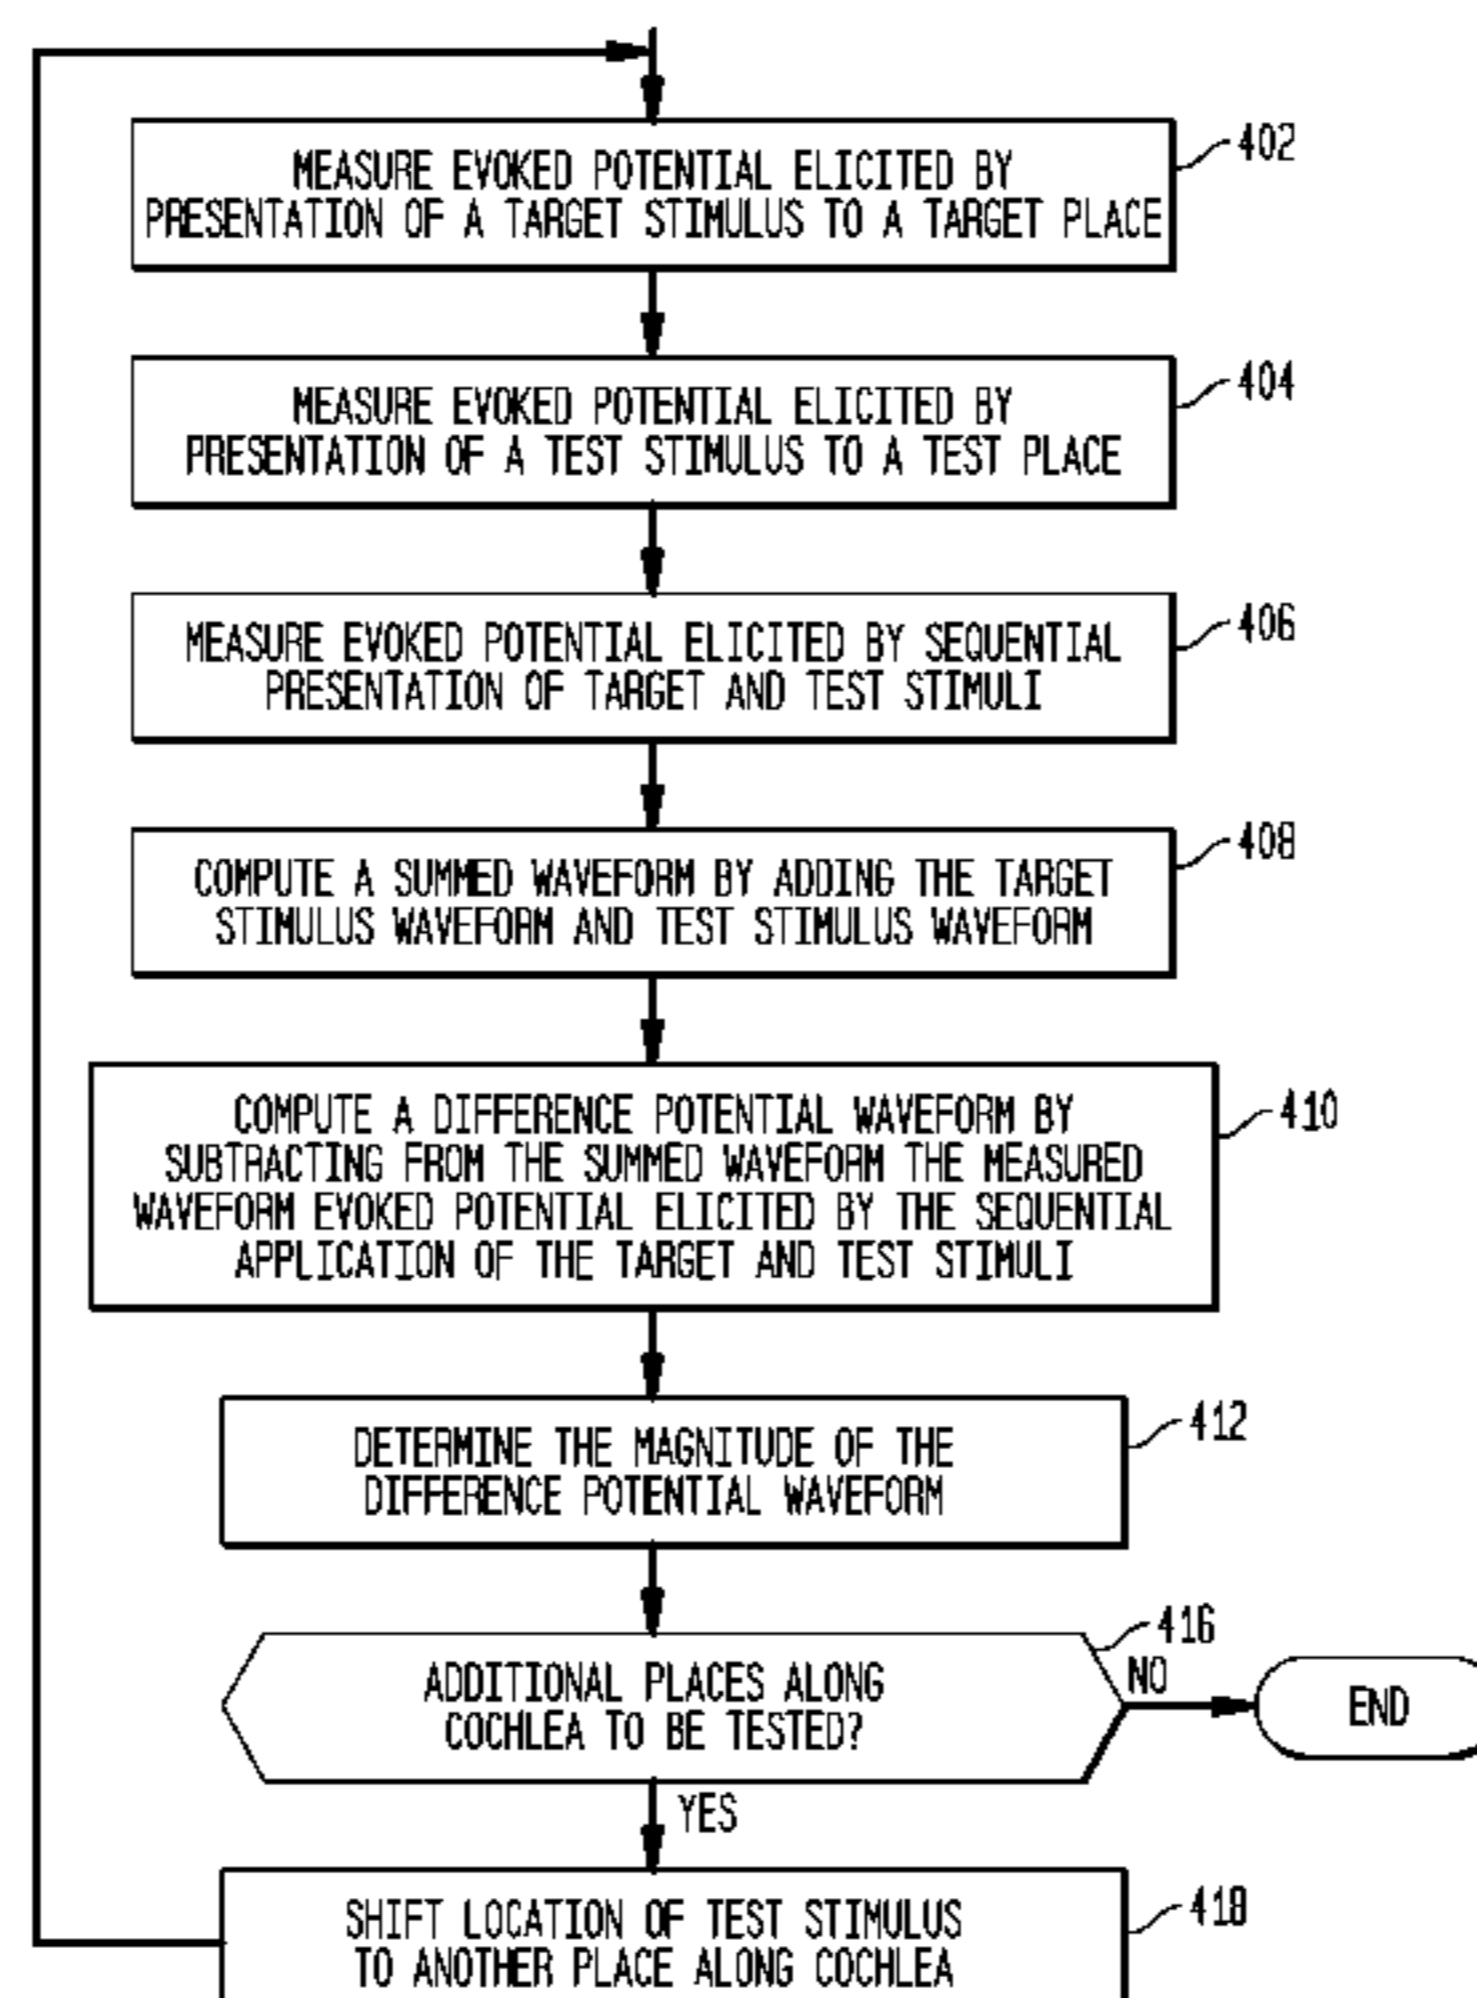 402
MEASURE EVOKED POTENTIAL ELICITED BY
PRESENTATION OF A TARGET STIMULUS TO A TARGET PLACE
404
MEASURE EVOKED POTENTIAL ELICITED BY
PRESENTATION OF A TEST STIMULUS TO A TEST PLACE
406
MEASURE EVOKED POTENTIAL ELICITED BY SEQUENTIAL
PRESENTATION OF TARGET AND TEST STIMULI
408
COMPUTE A SUMMED WAVEFORM BY ADDING THE TARGET
STIMULUS WAVEFORM AND TEST STIMULUS WAVEFORM
410
COMPUTE A DIFFERENCE POTENTIAL WAVEFORM BY
SUBTRACTING FROM THE SUMMED WAVEFORM THE MEASURED
WAVEFORM EVOKED POTENTIAL ELICITED BY THE SEQUENTIAL
APPLICATION OF THE TARGET AND TEST STIMULI
412
DETERMINE THE MAGNITUDE OF THE
DIFFERENCE POTENTIAL WAVEFORM
416
ADDITIONAL PLACES ALONG
COCHLEA TO BE TESTED?
NO
END
YES
418
SHIFT LOCATION OF TEST STIMULUS
TO ANOTHER PLACE ALONG COCHLEA